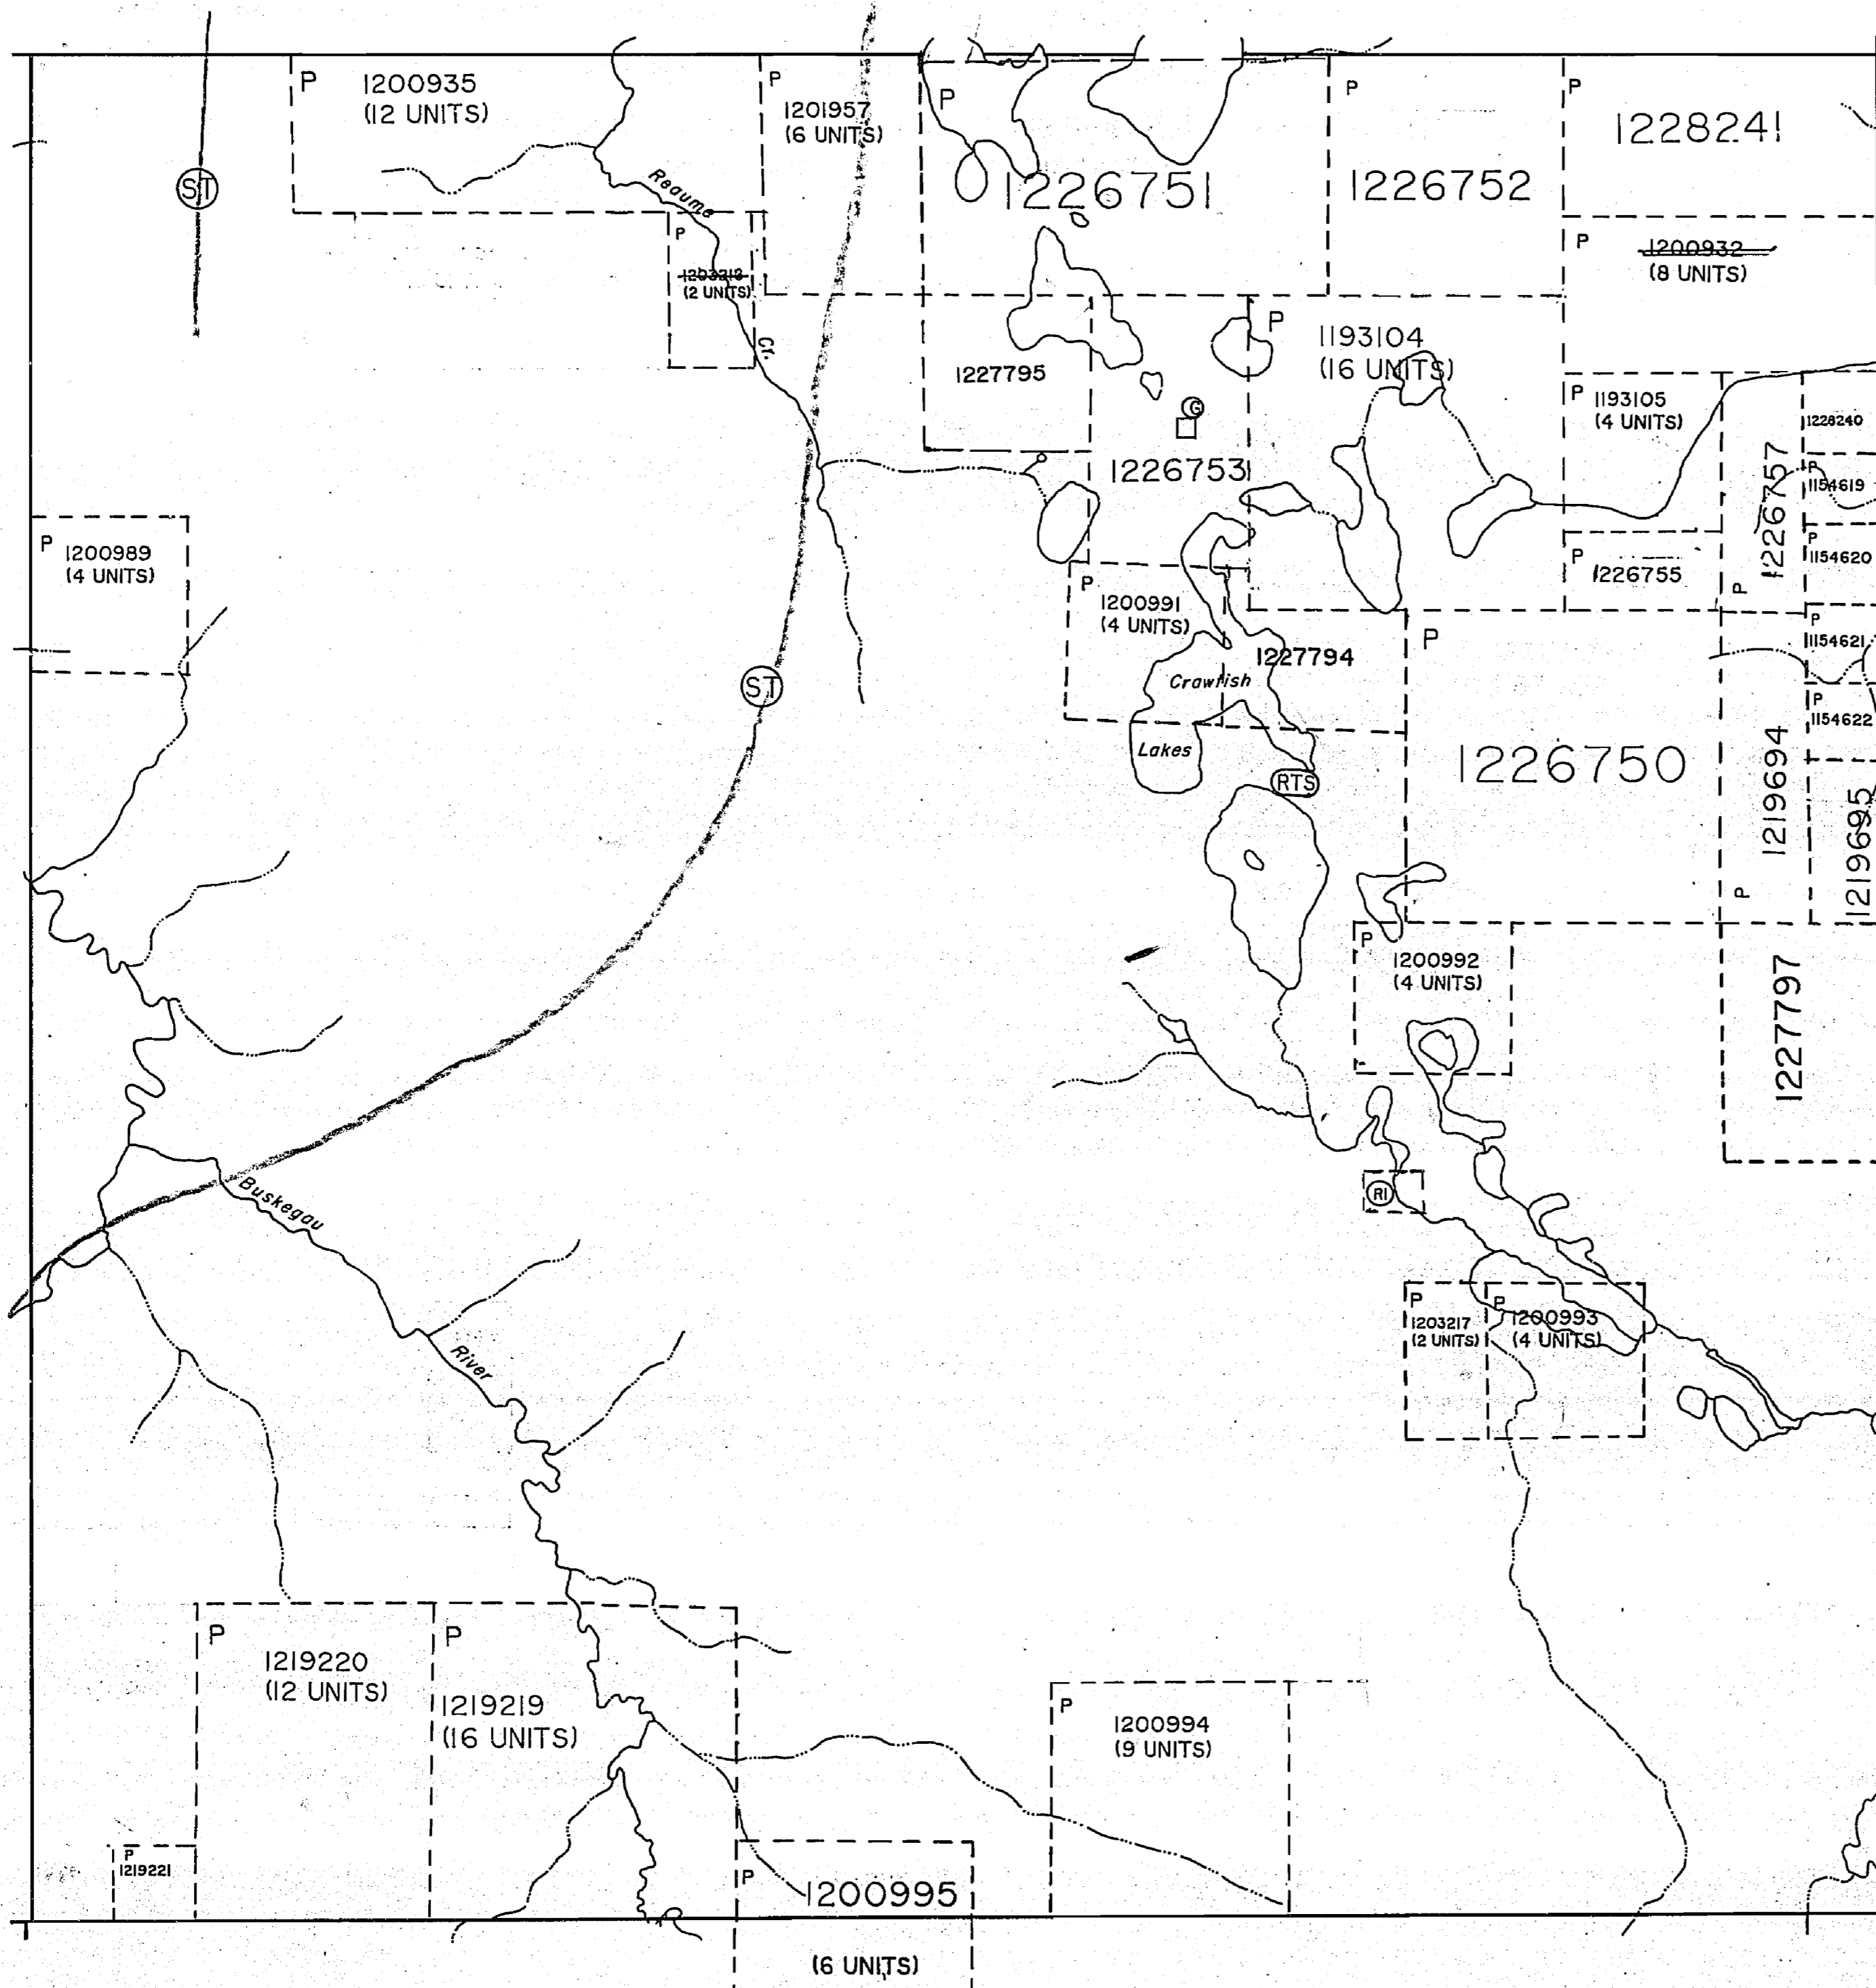 P 1200935
(12 UNITS)
P
1201957
(6 UNITS)
P
1226751
P
1226752
P
1228241
ST
Reaume
Cr.
P
1203218
(2 UNITS)
P
1200932
(8 UNITS)
1227795
G
1226753
P
1193104
(16 UNITS)
P 1193105
(4 UNITS)
P
1226757
1228240
P
1154619
P
1154620
P
1154621
P
1154622
P 1226755
P 1200989
(4 UNITS)
P
1200991
(4 UNITS)
1227794
Crawfish
Lakes
ST
RTS
P
1226750
P
1219694
1219695
P
1200992
(4 UNITS)
1227797
RI
Buskegau
River
P
1203217
(2 UNITS)
P
1200993
(4 UNITS)
P
1219220
(12 UNITS)
P
1219219
(16 UNITS)
P
1200994
(9 UNITS)
P
1219221
P
1200995
(6 UNITS)